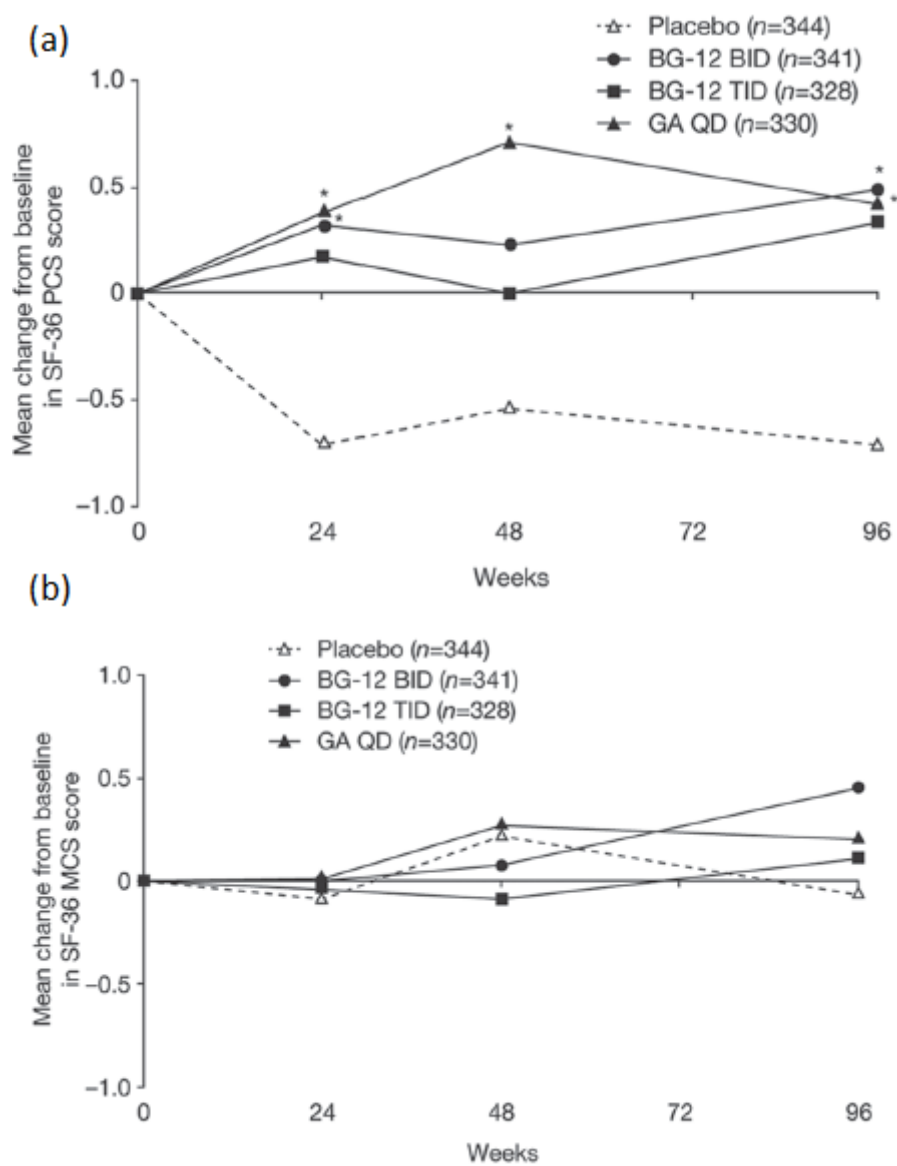 (a)
Placebo (n=344)
BG-12 BID (n=341)
BG-12 TID (n=328)
GA QD (n=330)
Mean change from baseline
in SF-36 PCS score
1.0
0.5
0
−0.5
−1.0
*
*
*
*
*
0 24 48 72 96
Weeks
(b)
Placebo (n=344)
BG-12 BID (n=341)
BG-12 TID (n=328)
GA QD (n=330)
Mean change from baseline
in SF-36 MCS score
1.0
0.5
0
−0.5
−1.0
0 24 48 72 96
Weeks